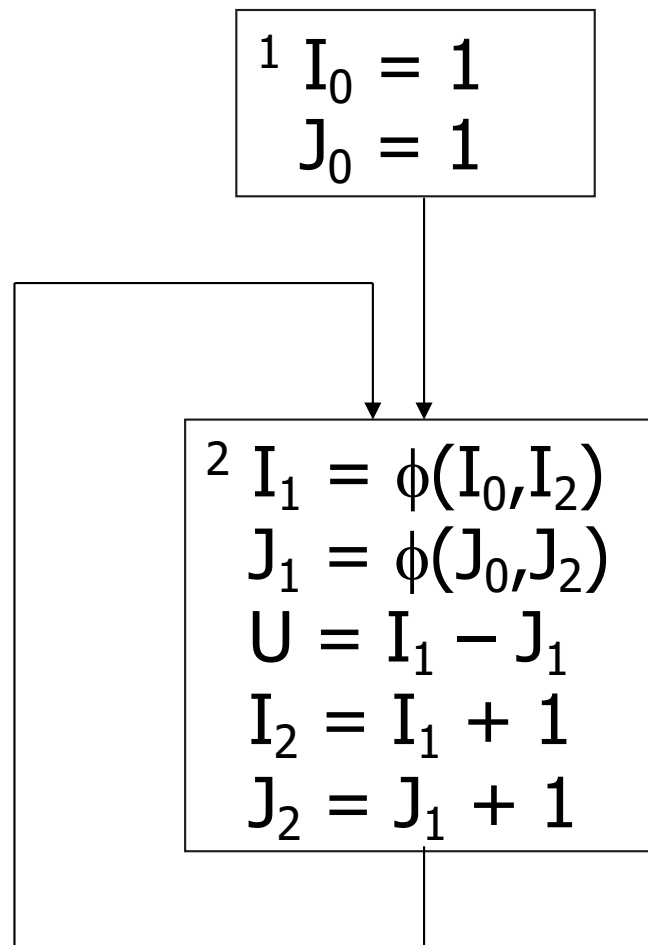 1 I₀ = 1
J₀ = 1
2 I₁ = ϕ(I₀,I₂)
J₁ = ϕ(J₀,J₂)
U = I₁ – J₁
I₂ = I₁ + 1
J₂ = J₁ + 1